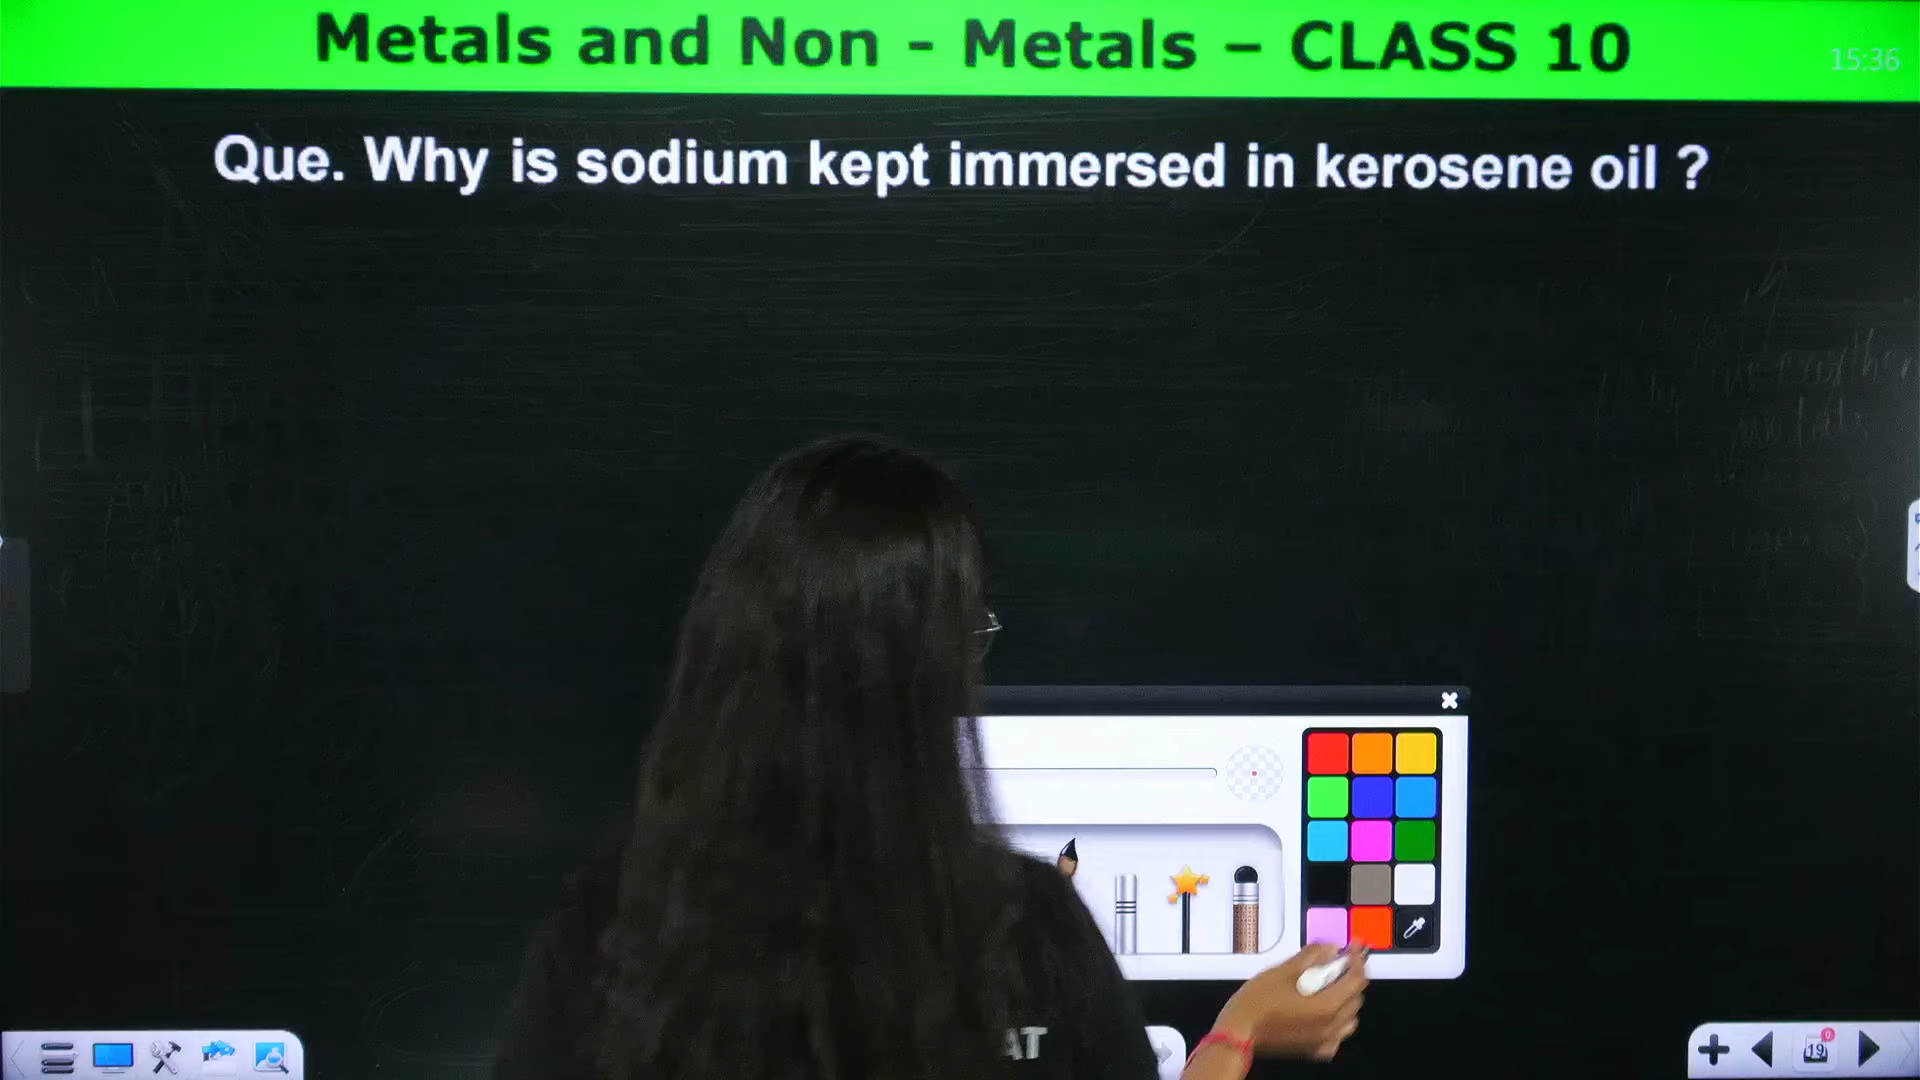 Metals and Non - Metals – CLASS 10
15:36
Que. Why is sodium kept immersed in kerosene oil ?
AT
19
0